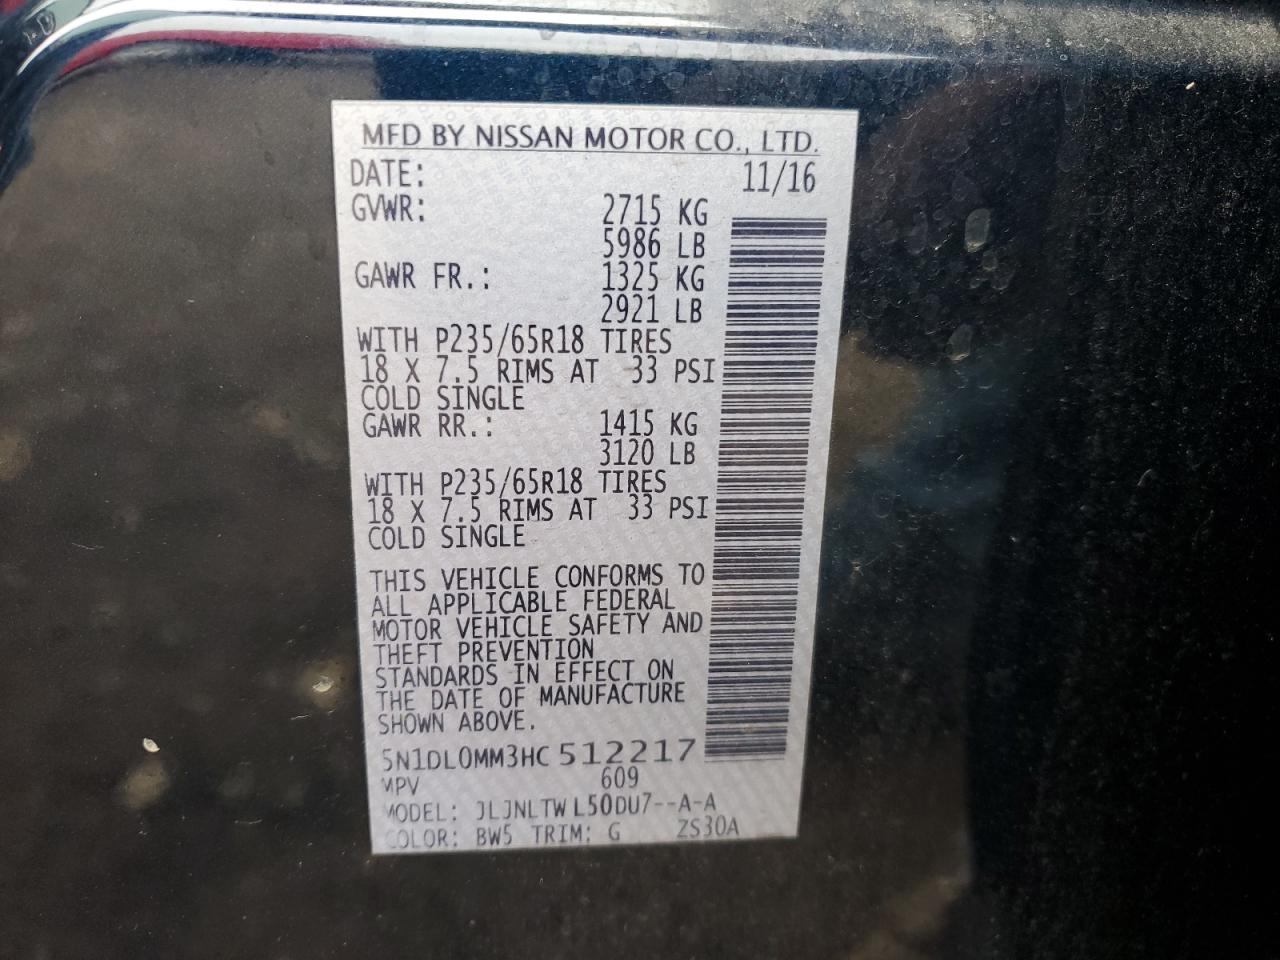 MFD BY NISSAN MOTOR CO., LTD.
DATE: 11/16
GVWR: 2715 KG
5986 LB
GAWR FR.: 1325 KG
2921 LB
WITH P235/65R18 TIRES
18 X 7.5 RIMS AT 33 PSI
COLD SINGLE
GAWR RR.: 1415 KG
3120 LB
WITH P235/65R18 TIRES
18 X 7.5 RIMS AT 33 PSI
COLD SINGLE
THIS VEHICLE CONFORMS TO
ALL APPLICABLE FEDERAL
MOTOR VEHICLE SAFETY AND
THEFT PREVENTION
STANDARDS IN EFFECT ON
THE DATE OF MANUFACTURE
SHOWN ABOVE.
5N1DL0MM3HC512217
MPV 609
MODEL: JLJNLTWL50DU7--A-A
COLOR: BW5 TRIM: G ZS30A